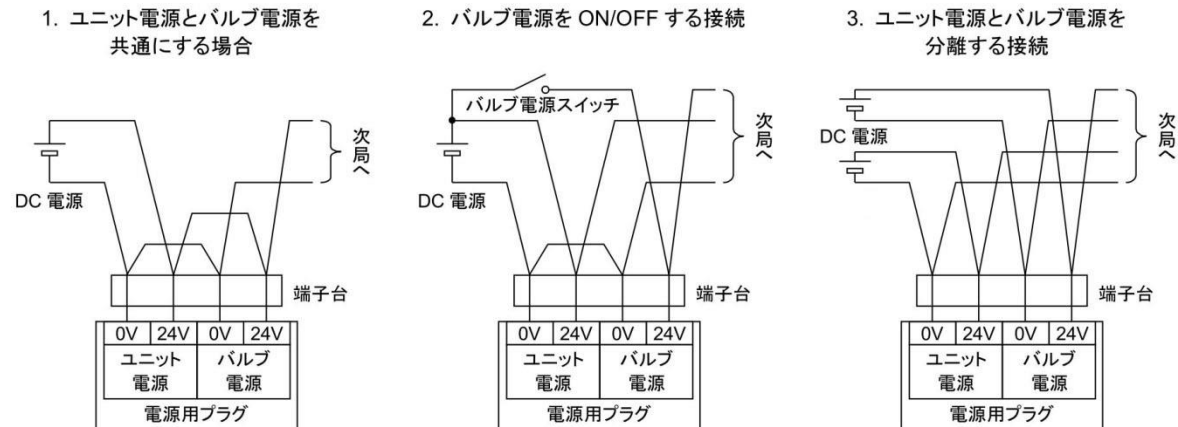 1. ユニット電源とバルブ電源を
共通にする場合
DC 電源
次局へ
端子台
0V 24V 0V 24V
ユニット電源 バルブ電源
電源用プラグ
2. バルブ電源を ON/OFF する接続
バルブ電源スイッチ
DC 電源
次局へ
端子台
0V 24V 0V 24V
ユニット電源 バルブ電源
電源用プラグ
3. ユニット電源とバルブ電源を
分離する接続
DC 電源
次局へ
端子台
0V 24V 0V 24V
ユニット電源 バルブ電源
電源用プラグ